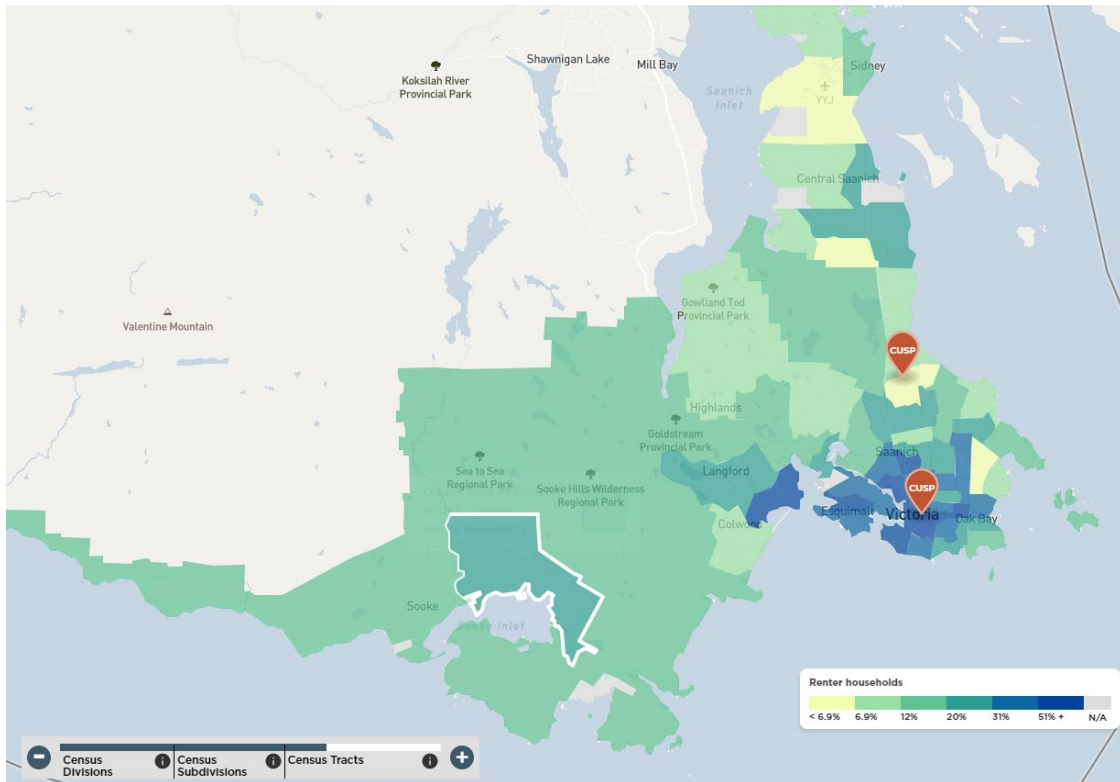 Shawnigan Lake
Mill Bay
Koksilah River
Provincial Park
Saanich
Inlet
Sidney
YYJ
Central Saanich
Valentine Mountain
Gowlland Tod
Provincial Park
CUSP
Highlands
Goldstream
Provincial Park
Sea to Sea
Regional Park
Sooke Hills Wilderness
Regional Park
Langford
Saanich
CUSP
Colwood
Esquimalt
Victoria
Oak Bay
Sooke
Sooke Inlet
Renter households
< 6.9%
6.9%
12%
20%
31%
51% +
N/A
Census
Divisions
Census
Subdivisions
Census Tracts